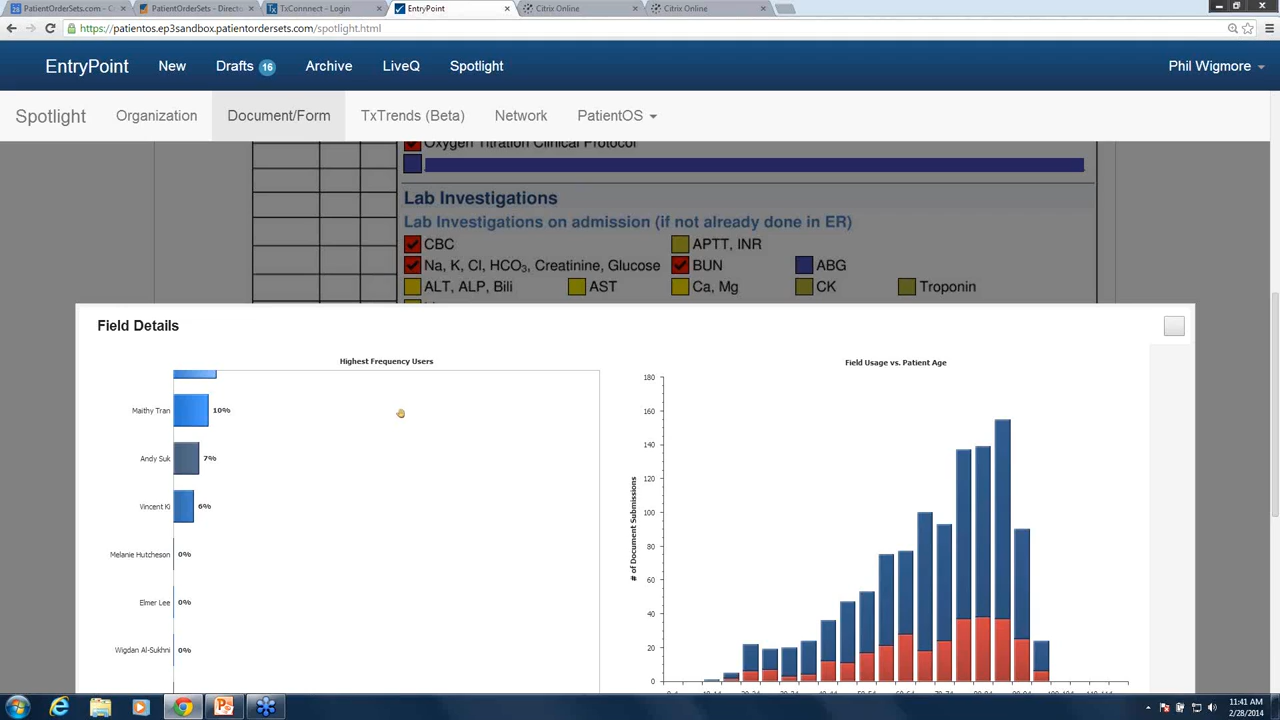 PatientOrderSets.com - C
PatientOrderSets - Direct
TxConnnect - Login
EntryPoint
Citrix Online
Citrix Online
https://patientos.ep3sandbox.patientordersets.com/spotlight.html
EntryPoint New Drafts 16 Archive LiveQ Spotlight Phil Wigmore
Spotlight Organization Document/Form TxTrends (Beta) Network PatientOS
Oxygen Titration Clinical Protocol
Lab Investigations
Lab Investigations on admission (if not already done in ER)
CBC APTT, INR
Na, K, Cl, HCO₃, Creatinine, Glucose BUN ABG
ALT, ALP, Bili AST Ca, Mg CK Troponin
Field Details
Highest Frequency Users
Maithy Tran 10%
Andy Suk 7%
Vincent Ki 6%
Melanie Hutcheson 0%
Elmer Lee 0%
Wigdan Al-Sukhni 0%
Field Usage vs. Patient Age
# of Document Submissions
180
160
140
120
100
80
60
40
20
0
11:41 AM
2/28/2014